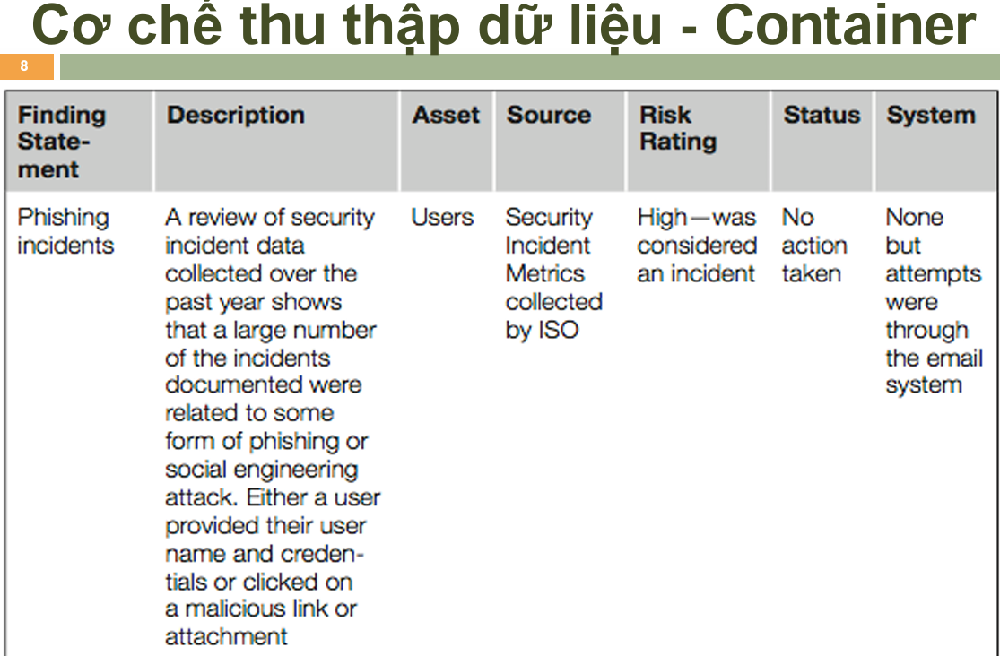 Cơ chế thu thập dữ liệu - Container
8
Finding
State-
ment
Description
Asset
Source
Risk
Rating
Status
System
Phishing
incidents
A review of security
incident data
collected over the
past year shows
that a large number
of the incidents
documented were
related to some
form of phishing or
social engineering
attack. Either a user
provided their user
name and creden-
tials or clicked on
a malicious link or
attachment
Users
Security
Incident
Metrics
collected
by ISO
High—was
considered
an incident
No
action
taken
None
but
attempts
were
through
the email
system